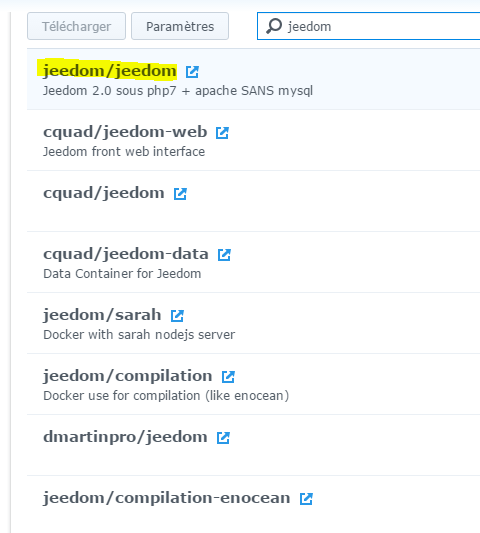 Télécharger Paramètres jeedom
jeedom/jeedom
Jeedom 2.0 sous php7 + apache SANS mysql
cquad/jeedom-web
Jeedom front web interface
cquad/jeedom
cquad/jeedom-data
Data Container for Jeedom
jeedom/sarah
Docker with sarah nodejs server
jeedom/compilation
Docker use for compilation (like enocean)
dmartinpro/jeedom
jeedom/compilation-enocean